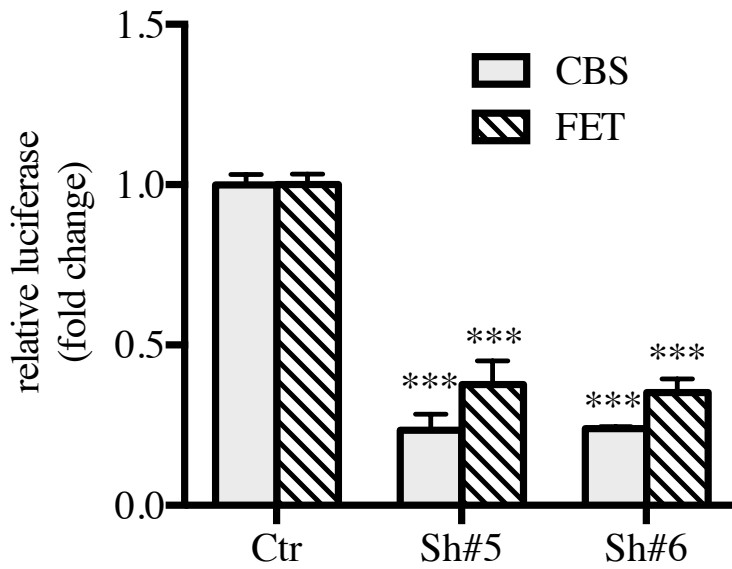 1.5
CBS
FET
relative luciferase
(fold change)
1.0
0.5
***
***
***
***
0.0
Ctr
Sh#5
Sh#6